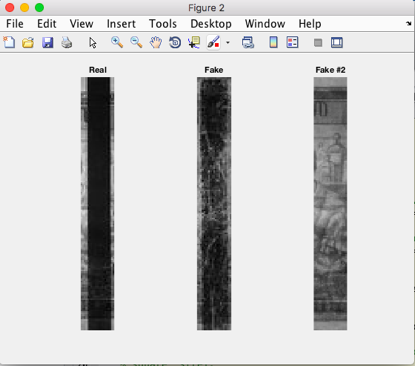 Figure 2
File Edit View Insert Tools Desktop Window Help
Real Fake Fake #2